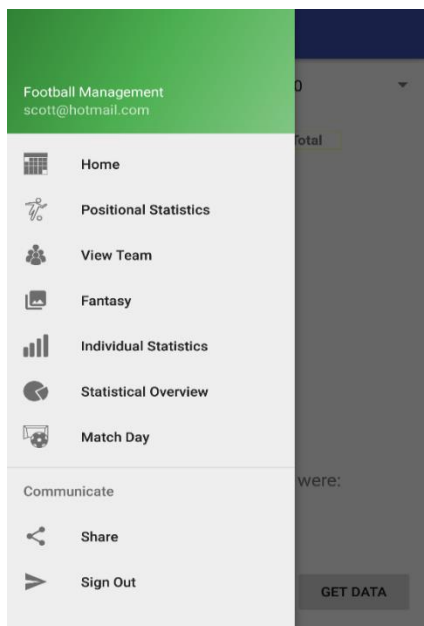 Football Management
scott@hotmail.com
0
Total
Home
Positional Statistics
View Team
Fantasy
Individual Statistics
Statistical Overview
Match Day
Communicate
were:
Share
Sign Out
GET DATA